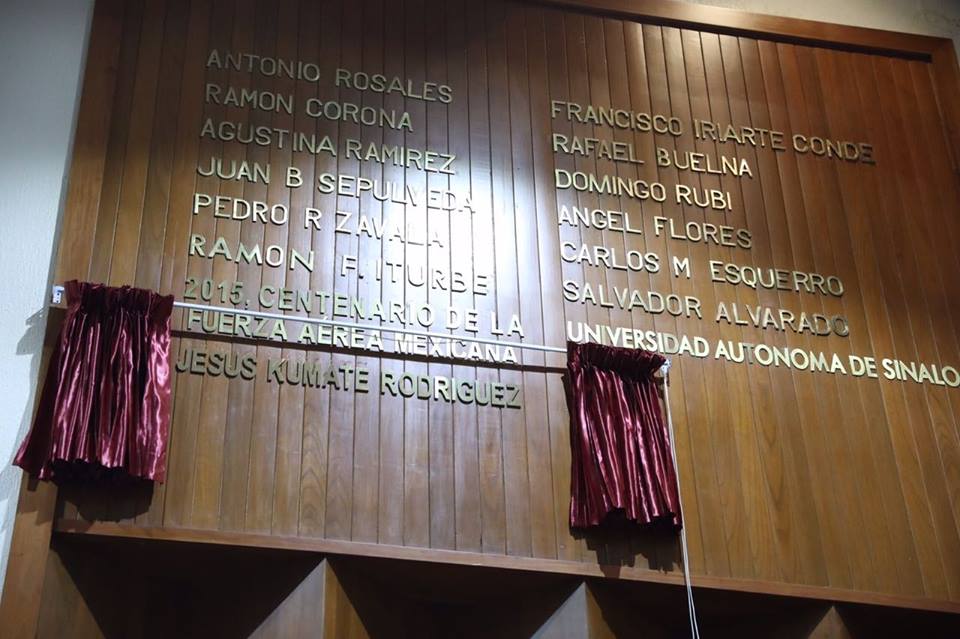 ANTONIO ROSALES
RAMON CORONA
AGUSTINA RAMIREZ
JUAN B SEPULVEDA
PEDRO R ZAVALA
RAMON F. ITURBE
2015, CENTENARIO DE LA
FUERZA AEREA MEXICANA
JESUS KUMATE RODRIGUEZ
FRANCISCO IRIARTE CONDE
RAFAEL BUELNA
DOMINGO RUBI
ANGEL FLORES
CARLOS M ESQUERRO
SALVADOR ALVARADO
UNIVERSIDAD AUTONOMA DE SINALO